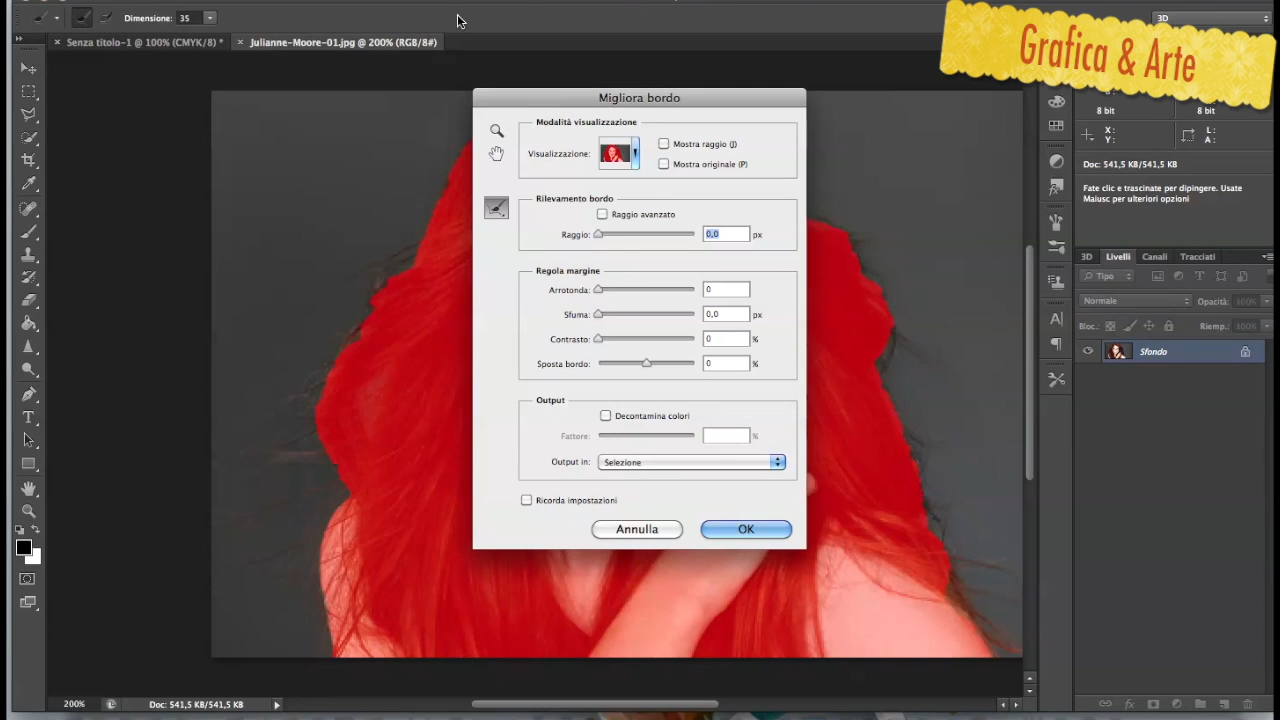 Dimensione: 35
3D
Senza titolo-1 @ 100% (CMYK/8) *
Julianne-Moore-01.jpg @ 200% (RGB/8#)
Grafica & Arte
Migliora bordo
Modalità visualizzazione
Visualizzazione:
Mostra raggio (J)
Mostra originale (P)
Rilevamento bordo
Raggio avanzato
Raggio: 0,0 px
Regola margine
Arrotonda: 0
Sfuma: 0,0 px
Contrasto: 0 %
Sposta bordo: 0 %
Output
Decontamina colori
Fattore: %
Output in: Selezione
Ricorda impostazioni
Annulla
OK
8 bit 8 bit
X: L:
Y: A:
Doc: 541,5 KB/541,5 KB
Fate clic e trascinate per dipingere. Usate
Maiusc per ulteriori opzioni
3D Livelli Canali Tracciati
Tipo
Normale Opacità: 100%
Bloc.: Riemp.: 100%
Sfondo
200% Doc: 541,5 KB/541,5 KB